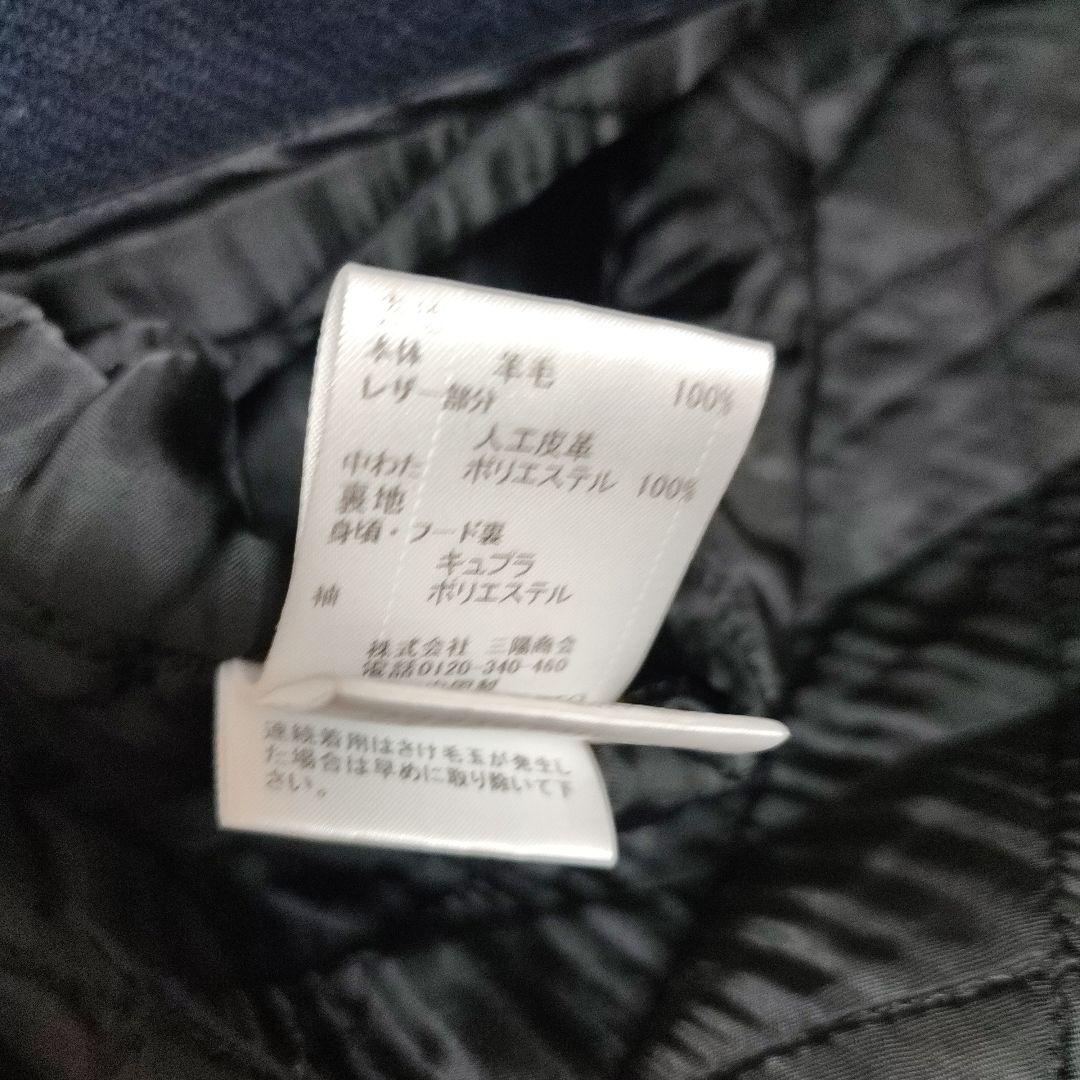 本体 羊毛 100%
レザー部分
人工皮革
中わた ポリエステル 100%
裏地
身頃・フード裏
キュプラ
袖 ポリエステル
株式会社 三陽商会
電話0120-340-460
中国製
連続着用はさけ毛玉が発生し
た場合は早めに取り除いて下
さい。